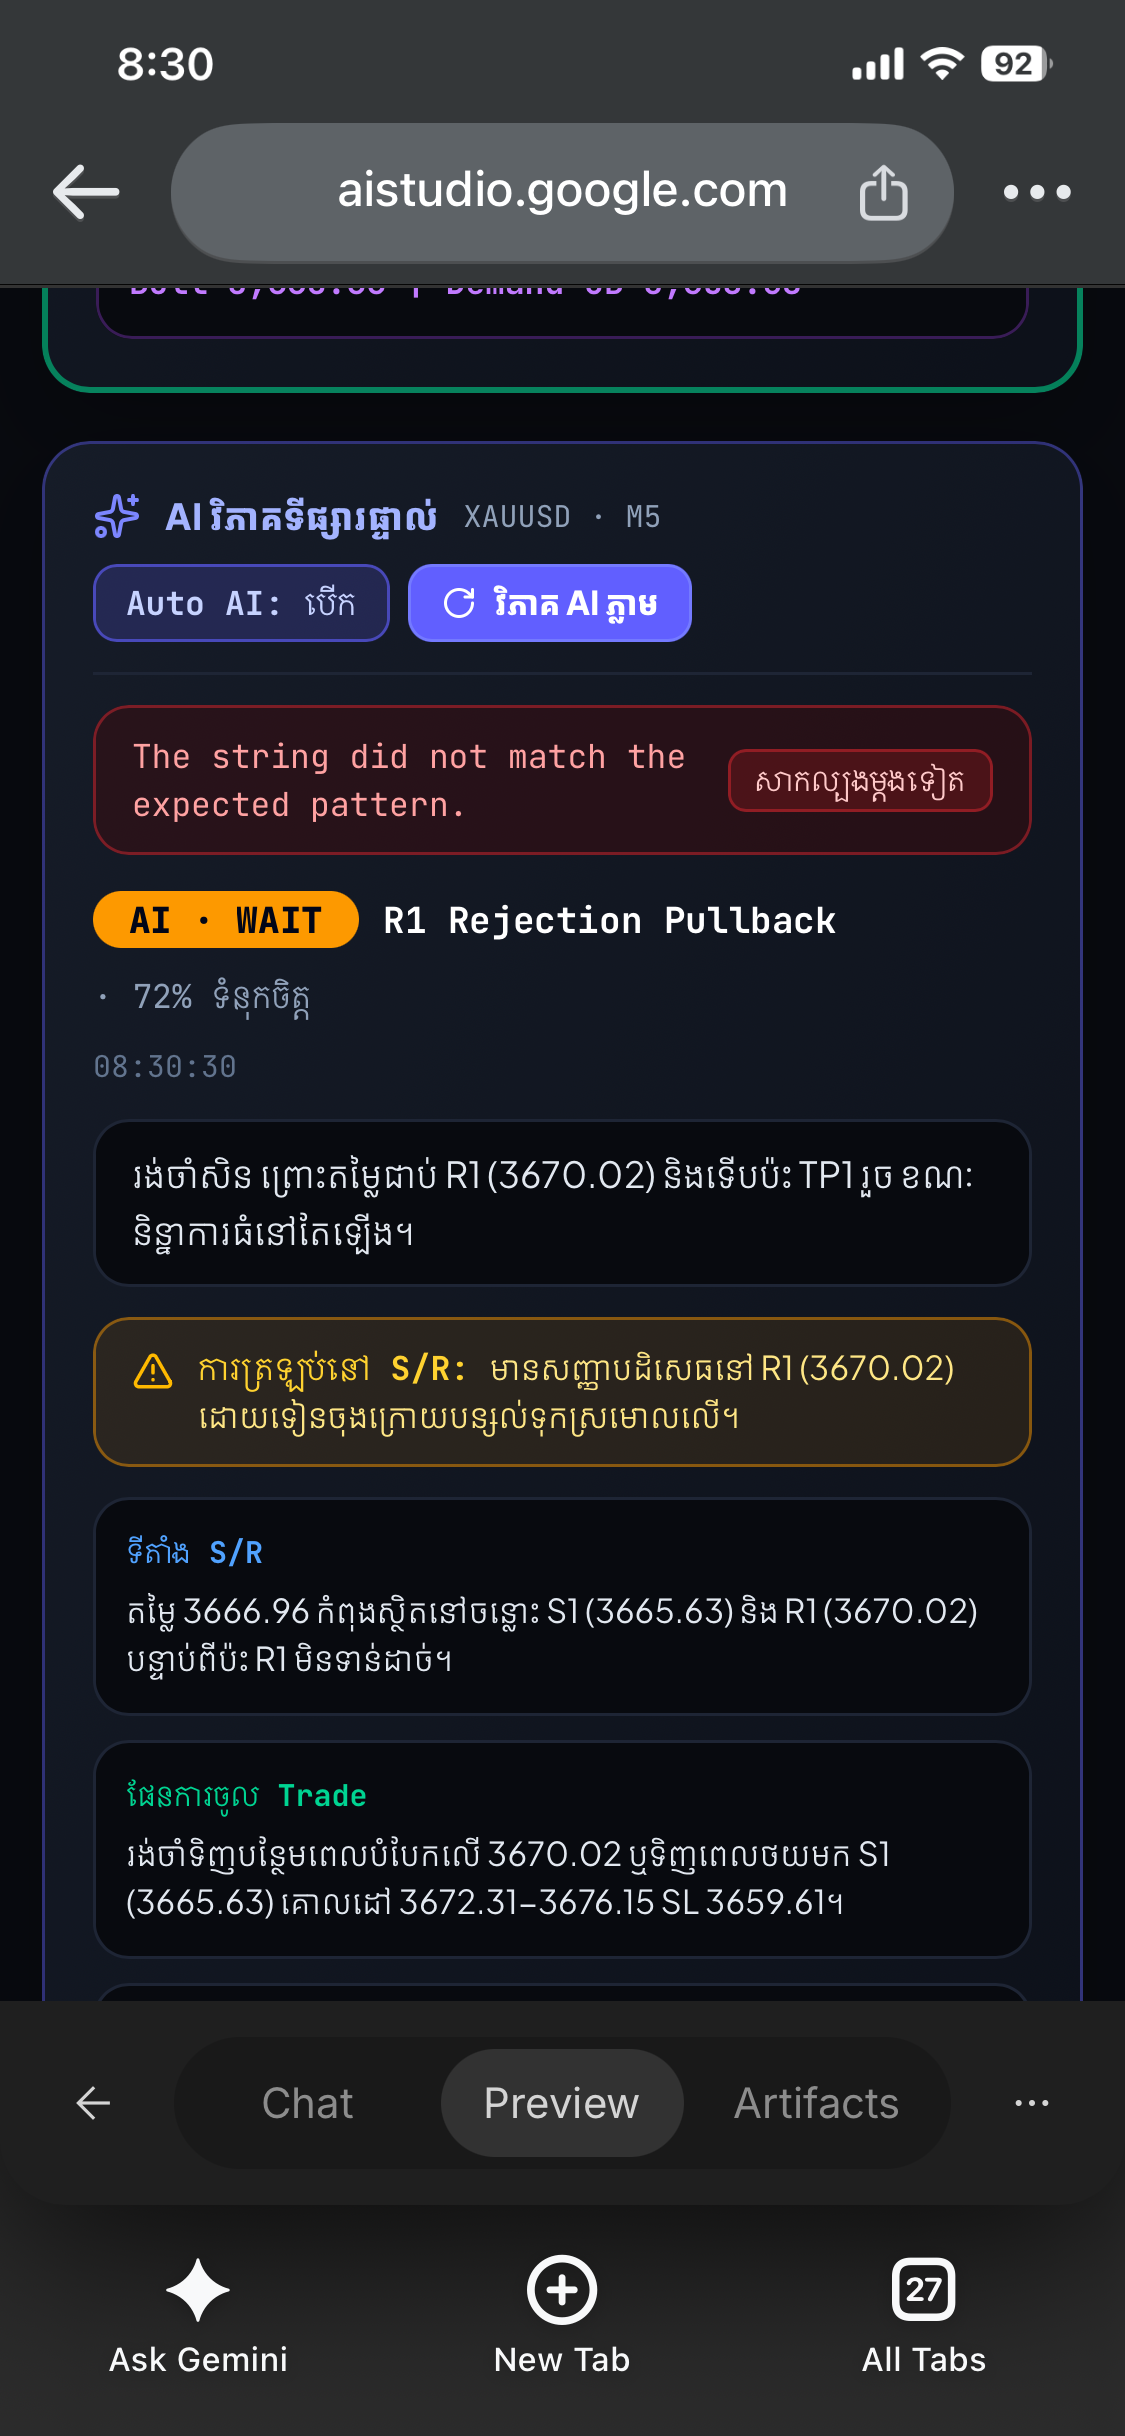 8:30
92
aistudio.google.com
AI វិភាគទីផ្សារផ្ទាល់ XAUUSD · M5
Auto AI: បើក
វិភាគ AI ភ្លាម
The string did not match the
expected pattern.
សាកល្បងម្តងទៀត
AI · WAIT R1 Rejection Pullback
· 72% ទំនុកចិត្ត
08:30:30
រង់ចាំសិន ព្រោះតម្លៃជាប់ R1 (3670.02) និងទើបប៉ះ TP1 រួច ខណៈ
និន្នាការធំនៅតែឡើង។
ការត្រឡប់នៅ S/R: មានសញ្ញាបដិសេធនៅ R1 (3670.02)
ដោយទៀនចុងក្រោយបន្សល់ទុកស្រមោលលើ។
ទីតាំង S/R
តម្លៃ 3666.96 កំពុងស្ថិតនៅចន្លោះ S1 (3665.63) និង R1 (3670.02)
បន្ទាប់ពីប៉ះ R1 មិនទាន់ដាច់។
ផែនការចូល Trade
រង់ចាំទិញបន្ថែមពេលបំបែកលើ 3670.02 ឬទិញពេលថយមក S1
(3665.63) គោលដៅ 3672.31–3676.15 SL 3659.61។
Chat
Preview
Artifacts
Ask Gemini
New Tab
27
All Tabs